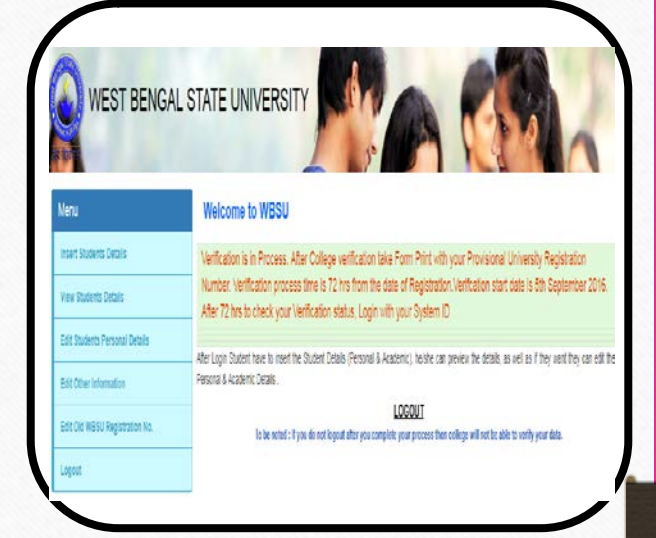 WEST BENGAL STATE UNIVERSITY
Menu
Insert Students Details
View Students Details
Edit Students Personal Details
Edit Other Information
Edit Old WBSU Registration No.
Logout
Welcome to WBSU
Verification is in Process. After College verification take Form Print with your Provisional University Registration
Number. Verification process time is 72 hrs from the date of Registration.Verification start date is 5th September 2016.
After 72 hrs to check your Verification status, Login with your System ID
After Login Student have to insert the Student Details (Personal & Academic), he/she can preview the details, as well as if they want they can edit the
Personal & Academic Details.
LOGOUT
To be noted : If you do not logout after you complete your process then college will not be able to verify your data.